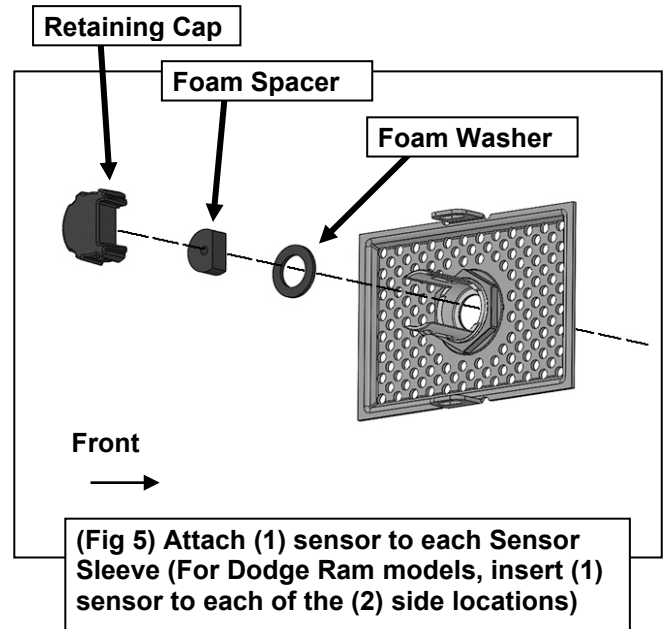 Retaining Cap
Foam Spacer
Foam Washer
Front
(Fig 5) Attach (1) sensor to each Sensor
Sleeve (For Dodge Ram models, insert (1)
sensor to each of the (2) side locations)